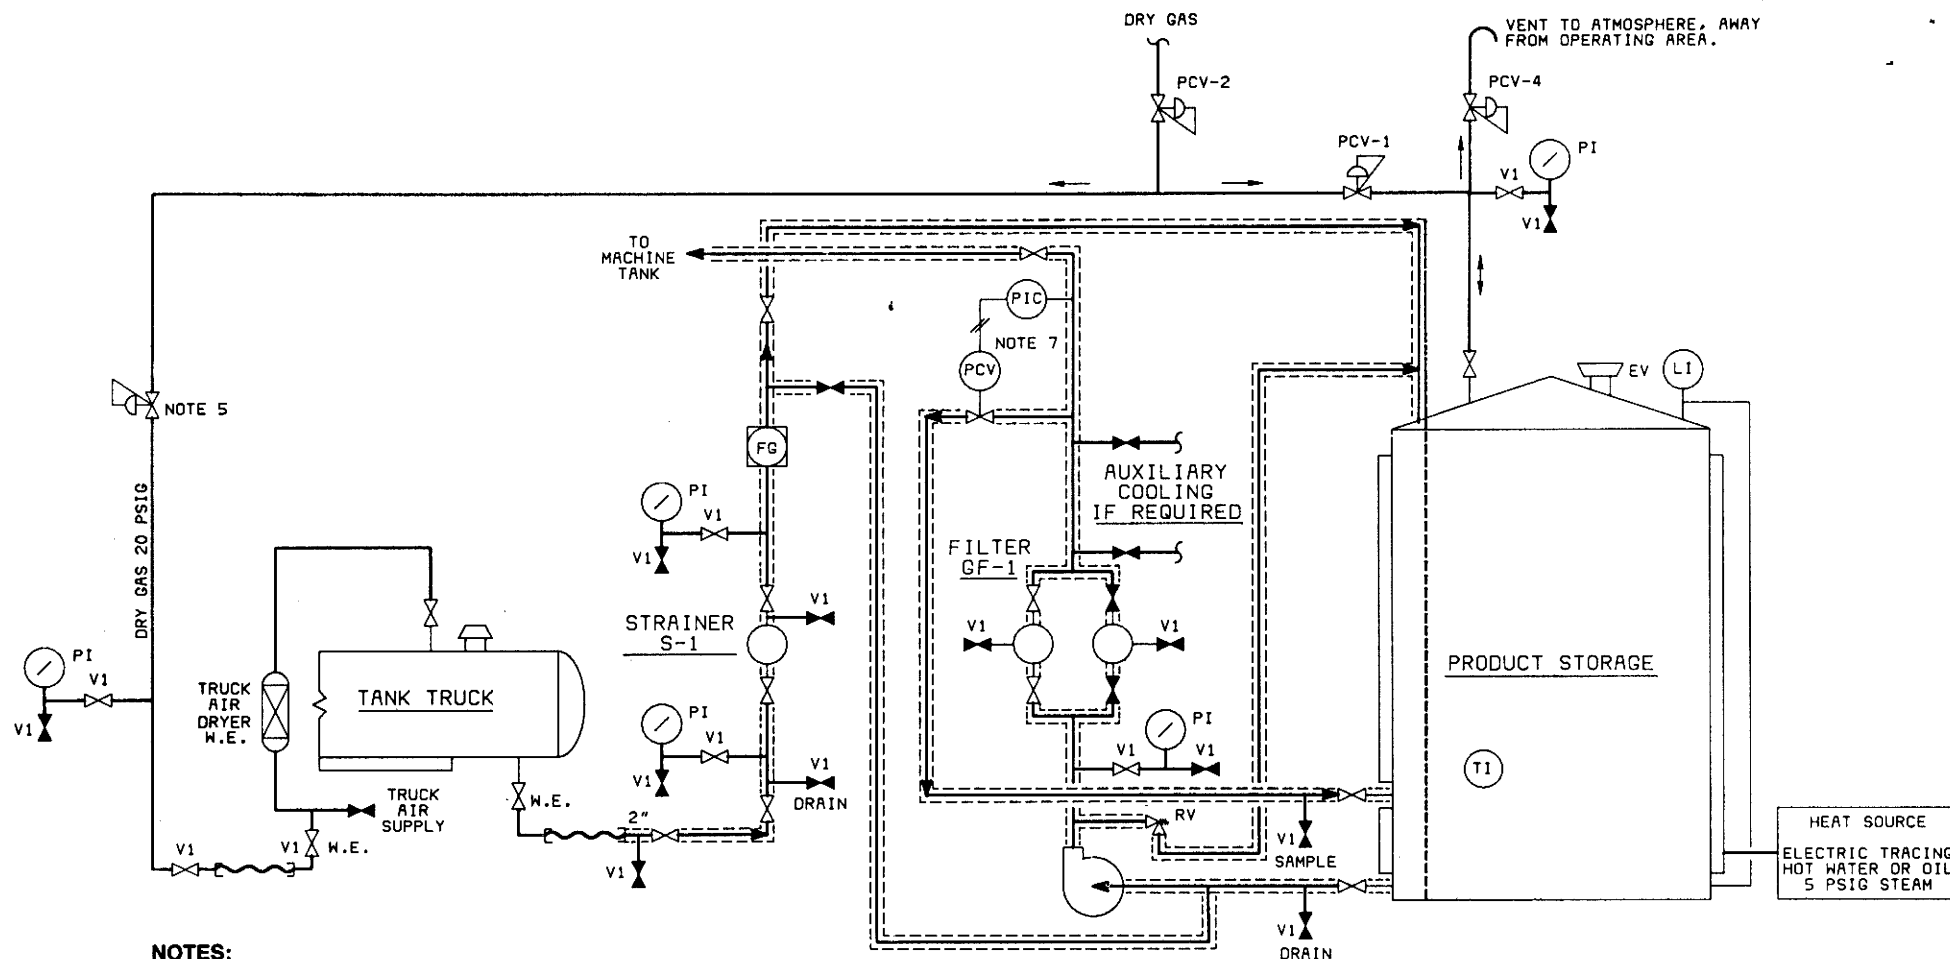 DRY GAS
VENT TO ATMOSPHERE, AWAY
FROM OPERATING AREA.
PCV-2
PCV-4
PCV-1
PI
V1
V1
TO
MACHINE
TANK
PIC
NOTE 7
PCV
EV
LI
NOTE 5
FG
DRY GAS 20 PSIG
PI
V1
V1
AUXILIARY
COOLING
IF REQUIRED
FILTER
GF-1
V1
STRAINER
S-1
V1
V1
PI
V1
V1
TRUCK
AIR
DRYER
W.E.
TANK TRUCK
PRODUCT STORAGE
PI
V1
V1
V1
DRAIN
PI
V1
V1
TI
TRUCK
AIR
SUPPLY
W.E.
2"
RV
V1
SAMPLE
V1
V1
W.E.
V1
HEAT SOURCE
ELECTRIC TRACING
HOT WATER OR OIL
5 PSIG STEAM
V1
DRAIN
NOTES: